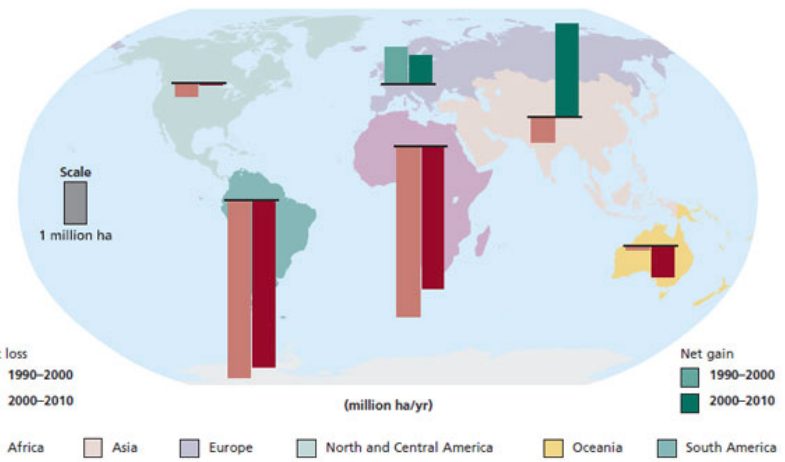 Scale
1 million ha
loss
1990–2000
2000–2010
(million ha/yr)
Net gain
1990–2000
2000–2010
Africa
Asia
Europe
North and Central America
Oceania
South America